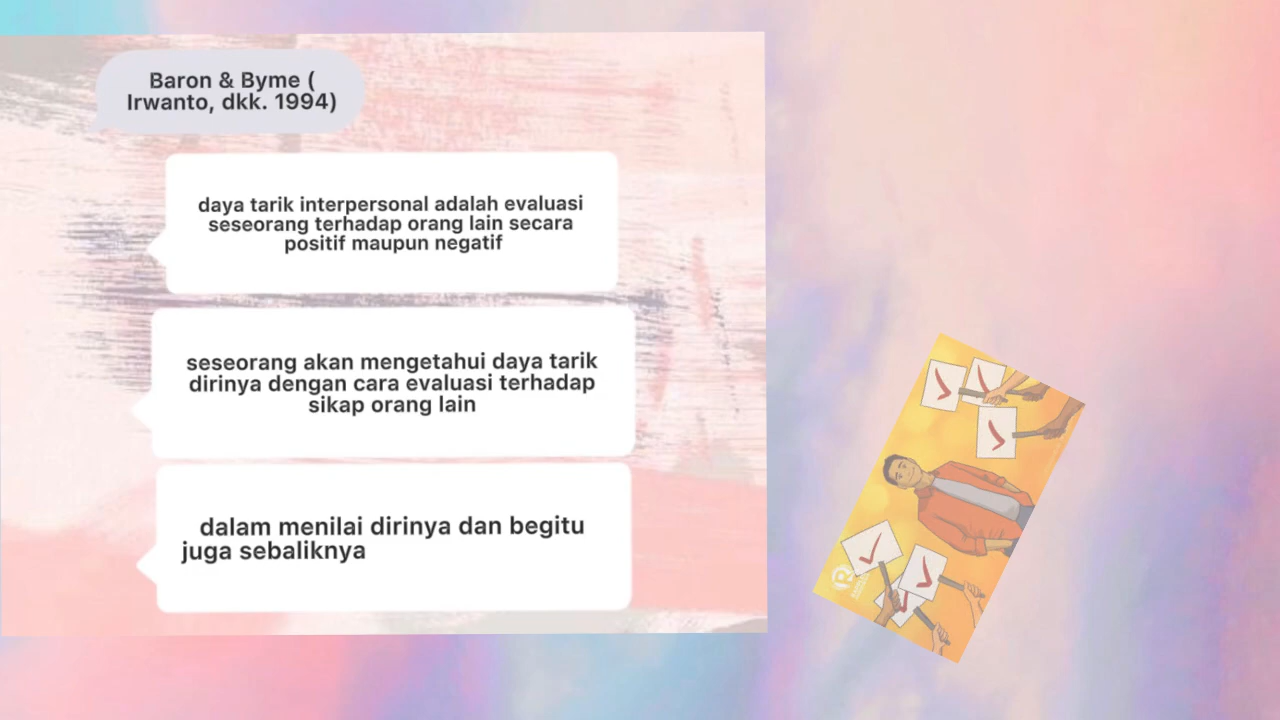 Baron & Byme (
Irwanto, dkk. 1994)
daya tarik interpersonal adalah evaluasi
seseorang terhadap orang lain secara
positif maupun negatif
seseorang akan mengetahui daya tarik
dirinya dengan cara evaluasi terhadap
sikap orang lain
dalam menilai dirinya dan begitu
juga sebaliknya